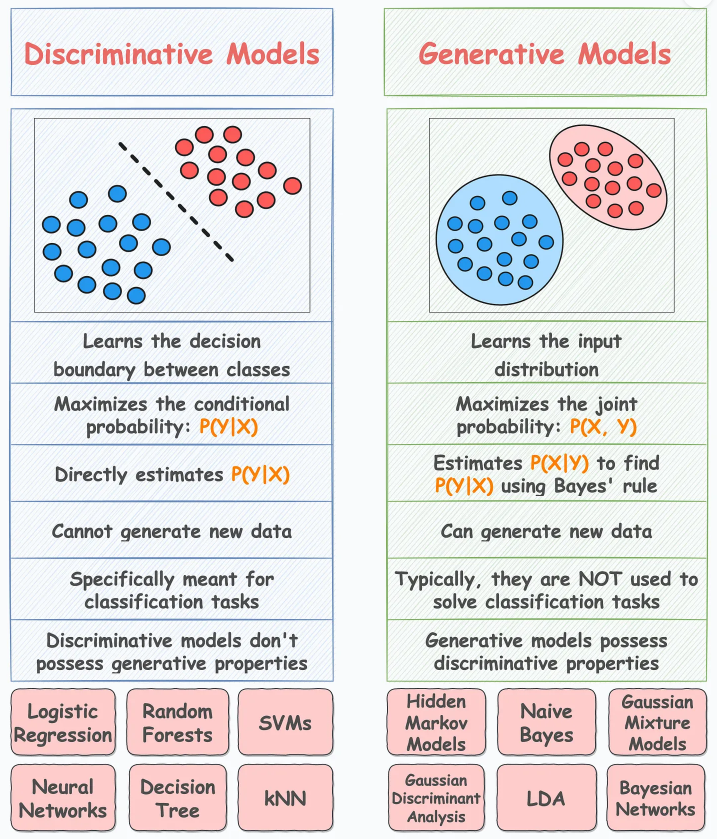 Discriminative Models
Generative Models
Learns the decision
boundary between classes
Learns the input
distribution
Maximizes the conditional
probability: P(Y|X)
Maximizes the joint
probability: P(X, Y)
Directly estimates P(Y|X)
Estimates P(X|Y) to find
P(Y|X) using Bayes' rule
Cannot generate new data
Can generate new data
Specifically meant for
classification tasks
Typically, they are NOT used to
solve classification tasks
Discriminative models don't
possess generative properties
Generative models possess
discriminative properties
Logistic
Regression
Random
Forests
SVMs
Hidden
Markov
Models
Naive
Bayes
Gaussian
Mixture
Models
Neural
Networks
Decision
Tree
kNN
Gaussian
Discriminant
Analysis
LDA
Bayesian
Networks